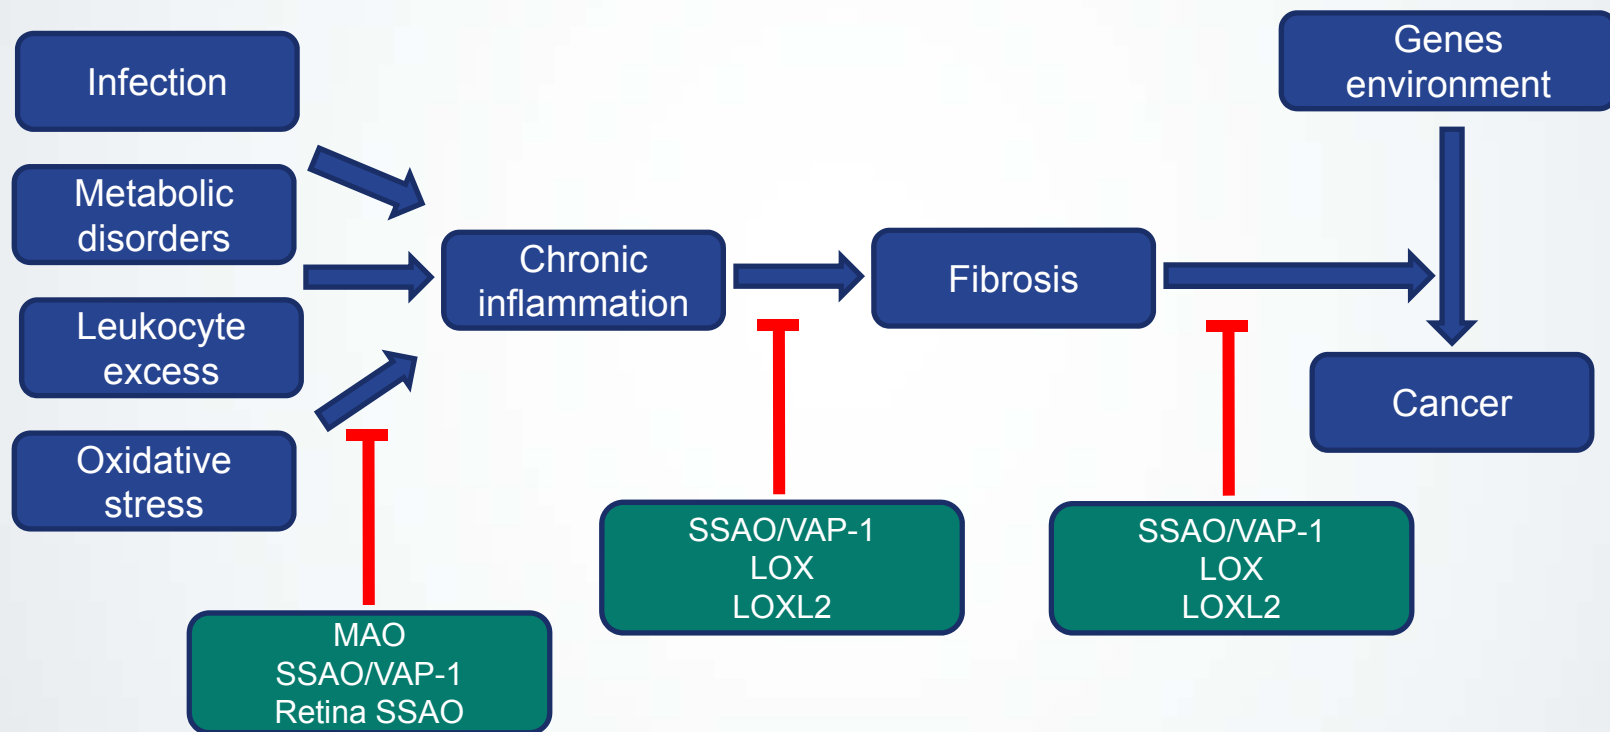 Infection
Metabolic
disorders
Leukocyte
excess
Oxidative
stress
Chronic
inflammation
Fibrosis
Genes
environment
Cancer
MAO
SSAO/VAP-1
Retina SSAO
SSAO/VAP-1
LOX
LOXL2
SSAO/VAP-1
LOX
LOXL2